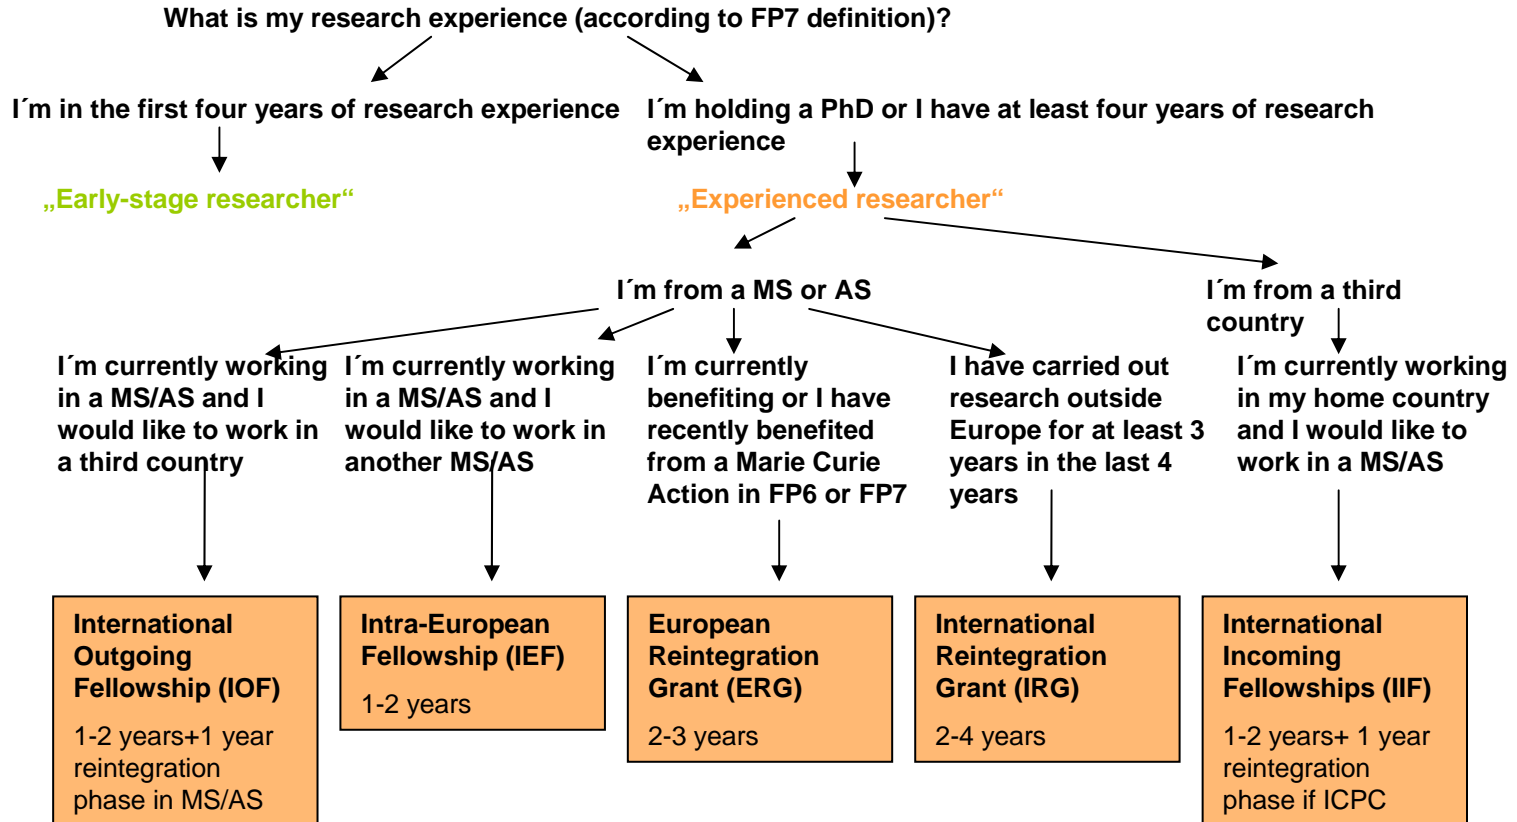 What is my research experience (according to FP7 definition)?
I´m in the first four years of research experience
I´m holding a PhD or I have at least four years of research
experience
„Early-stage researcher“
„Experienced researcher“
I´m from a MS or AS
I´m from a third
country
I´m currently working
in a MS/AS and I
would like to work in
a third country
I´m currently working
in a MS/AS and I
would like to work in
another MS/AS
I´m currently
benefiting or I have
recently benefited
from a Marie Curie
Action in FP6 or FP7
I have carried out
research outside
Europe for at least 3
years in the last 4
years
I´m currently working
in my home country
and I would like to
work in a MS/AS
International
Outgoing
Fellowship (IOF)
1-2 years+1 year
reintegration
phase in MS/AS
Intra-European
Fellowship (IEF)
1-2 years
European
Reintegration
Grant (ERG)
2-3 years
International
Reintegration
Grant (IRG)
2-4 years
International
Incoming
Fellowships (IIF)
1-2 years+ 1 year
reintegration
phase if ICPC